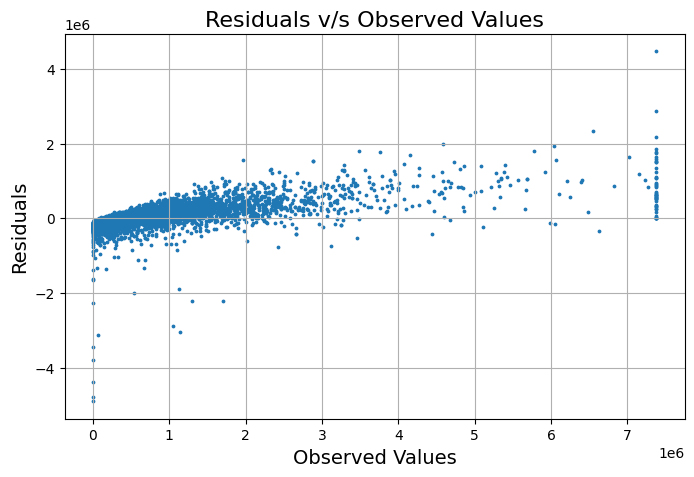 Residuals v/s Observed Values
1e6
4
2
0
−2
−4
Residuals
0 1 2 3 4 5 6 7
1e6
Observed Values